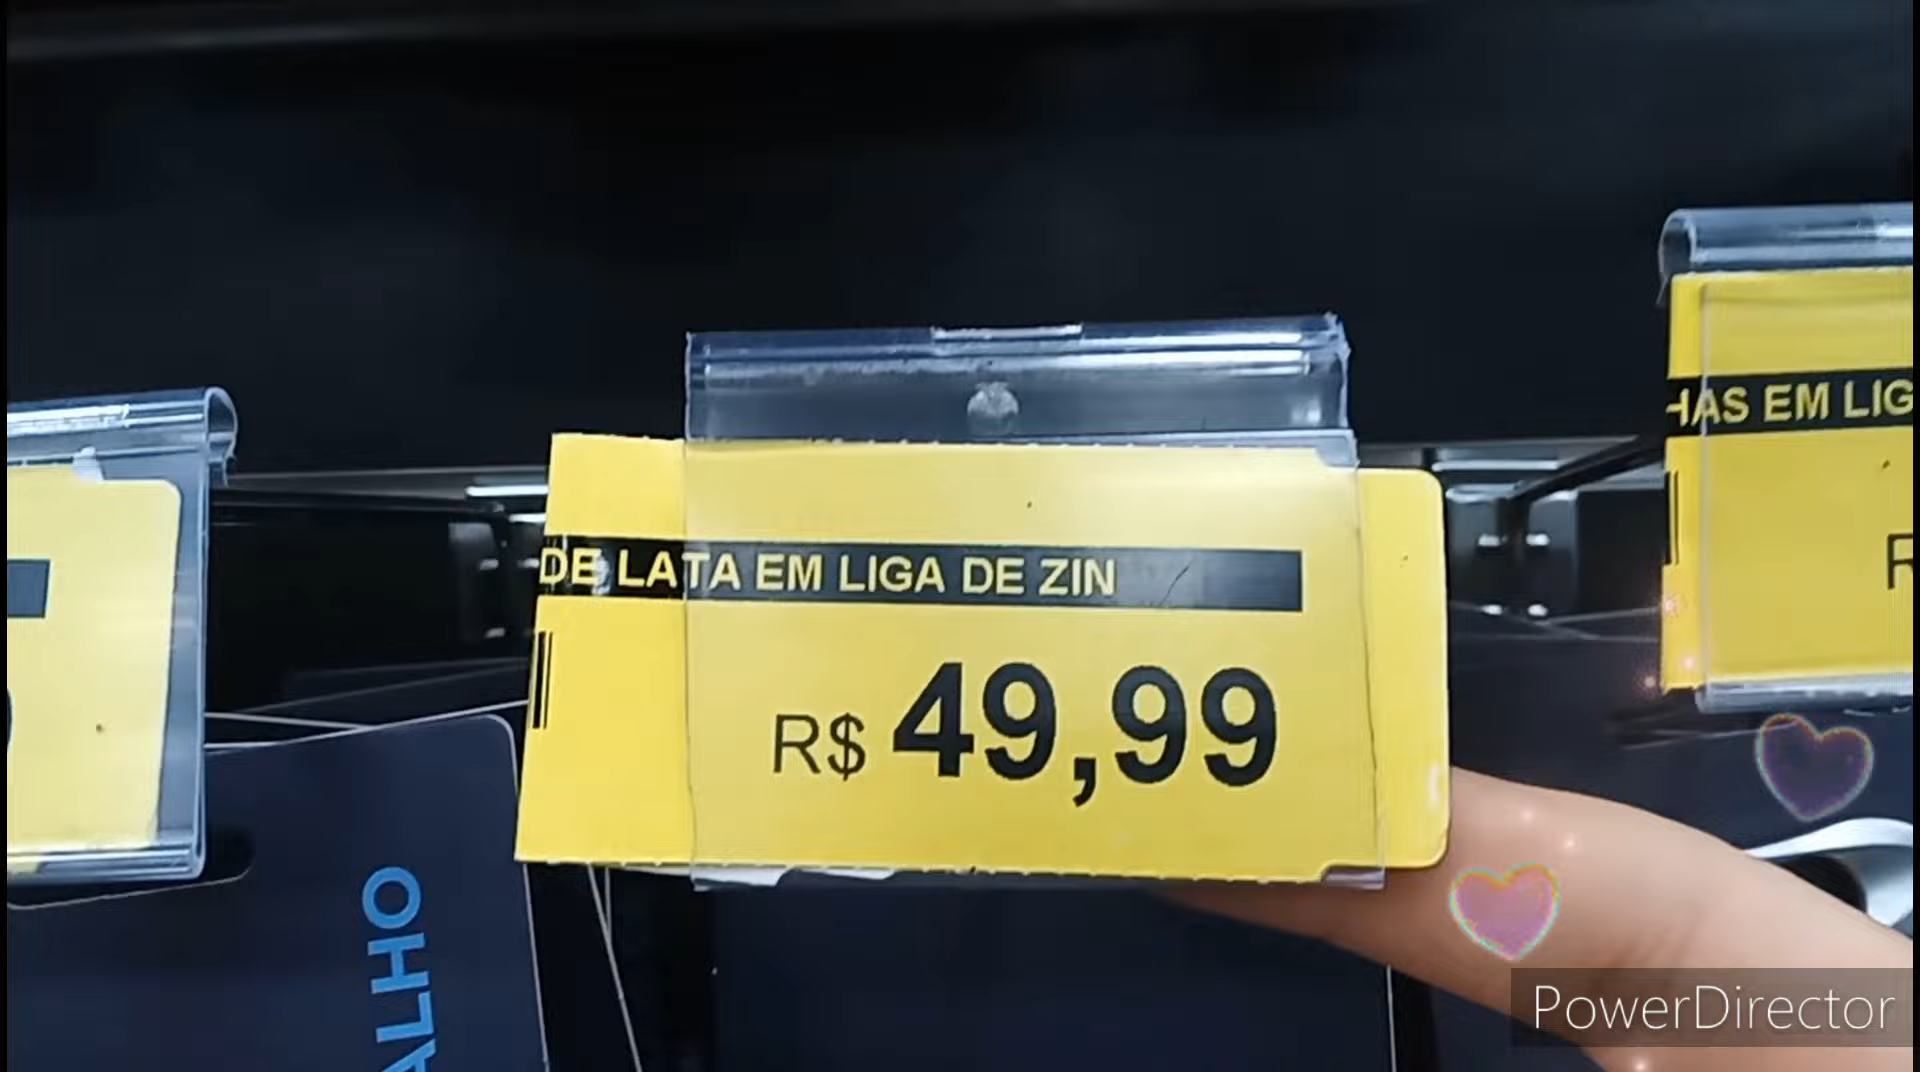 DE LATA EM LIGA DE ZIN
R$ 49,99
HAS EM LIG
R
ALHO
PowerDirector